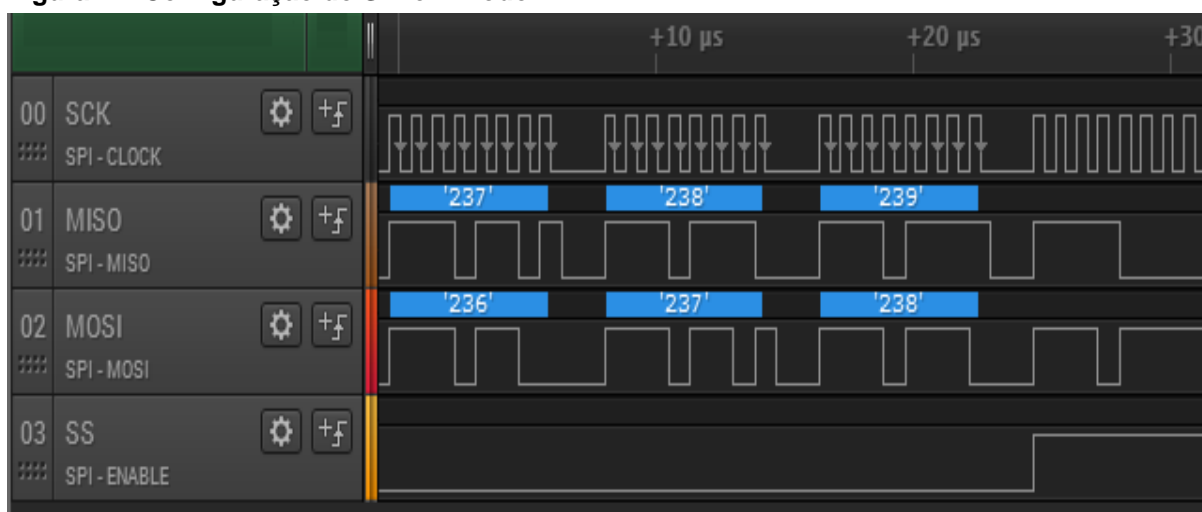 +10 µs
+20 µs
+30
00 SCK
SPI - CLOCK
'237'
'238'
'239'
01 MISO
SPI - MISO
'236'
'237'
'238'
02 MOSI
SPI - MOSI
03 SS
SPI - ENABLE